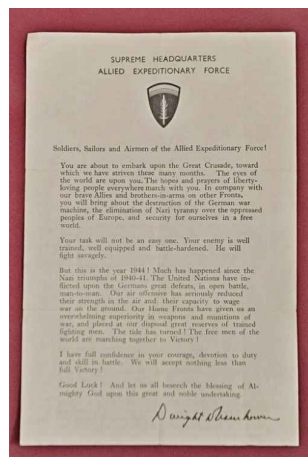 SUPREME HEADQUARTERS
ALLIED EXPEDITIONARY FORCE
Soldiers, Sailors and Airmen of the Allied Expeditionary Force!
You are about to embark upon the Great Crusade, toward
which we have striven these many months. The eyes of
the world are upon you. The hopes and prayers of liberty-
loving people everywhere march with you. In company with
our brave Allies and brothers-in-arms on other Fronts,
you will bring about the destruction of the German war
machine, the elimination of Nazi tyranny over the oppressed
peoples of Europe, and security for ourselves in a free
world.
Your task will not be an easy one. Your enemy is well
trained, well equipped and battle-hardened. He will
fight savagely.
But this is the year 1944! Much has happened since the
Nazi triumphs of 1940-41. The United Nations have in-
flicted upon the Germans great defeats, in open battle,
man-to-man. Our air offensive has seriously reduced
their strength in the air and their capacity to wage
war on the ground. Our Home Fronts have given us an
overwhelming superiority in weapons and munitions of
war, and placed at our disposal great reserves of trained
fighting men. The tide has turned! The free men of the
world are marching together to Victory!
I have full confidence in your courage, devotion to duty
and skill in battle. We will accept nothing less than
full Victory!
Good Luck! And let us all beseech the blessing of Al-
mighty God upon this great and noble undertaking.
Dwight D Eisenhower